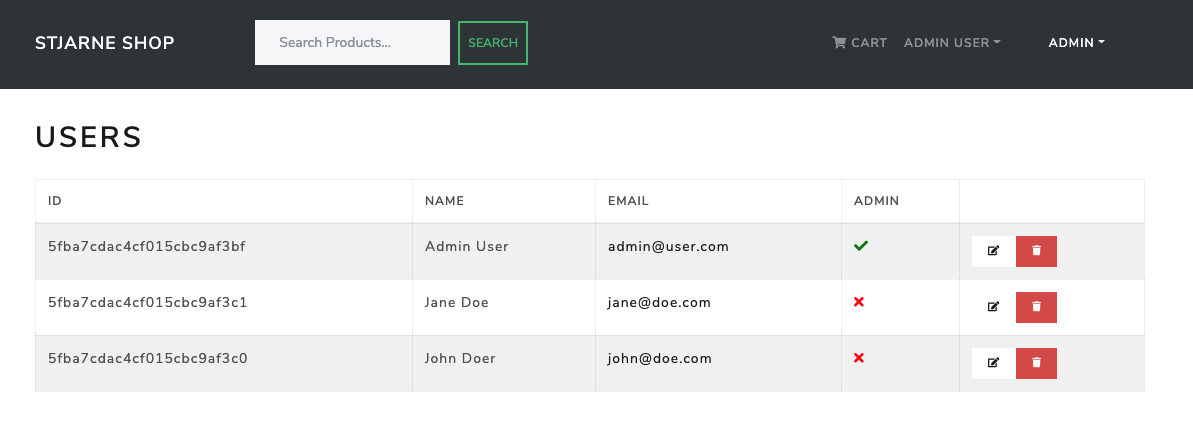 STJARNE SHOP Search Products... SEARCH CART ADMIN USER ADMIN
USERS
ID NAME EMAIL ADMIN
5fba7cdac4cf015cbc9af3bf Admin User admin@user.com
5fba7cdac4cf015cbc9af3c1 Jane Doe jane@doe.com
5fba7cdac4cf015cbc9af3c0 John Doer john@doe.com